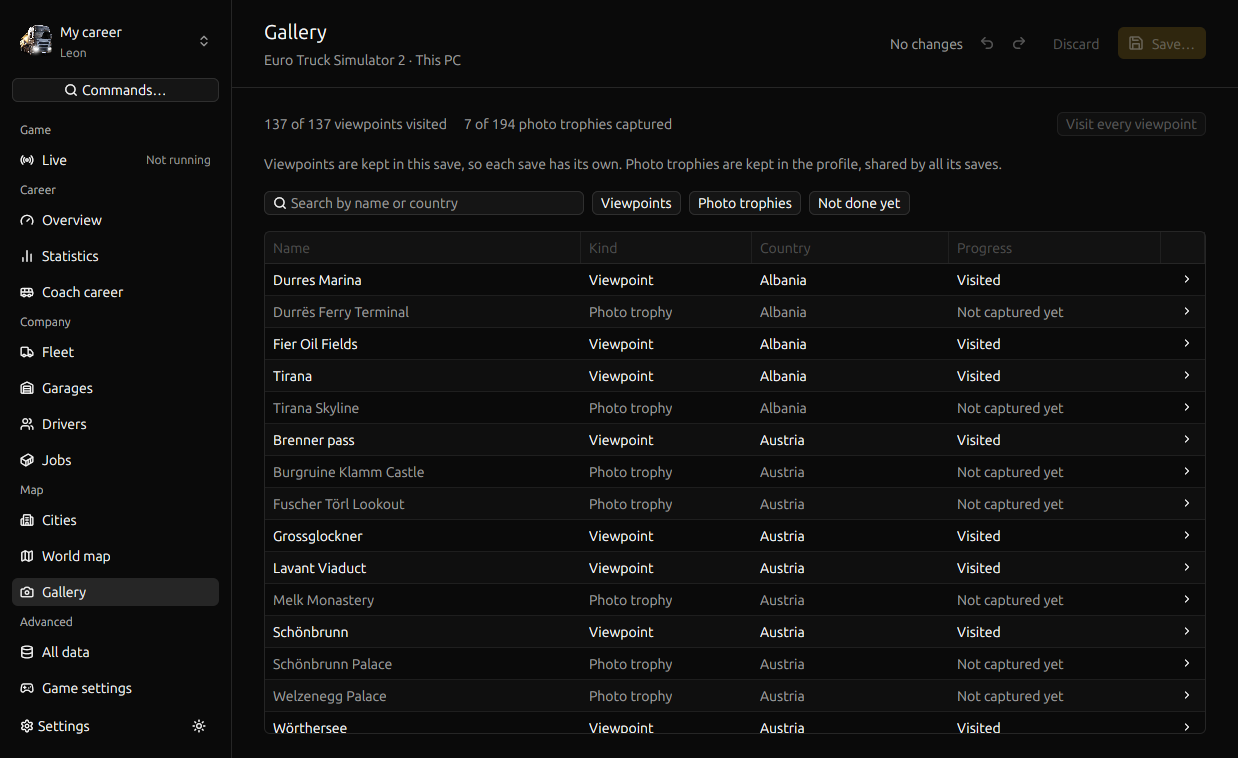 My career
Leon
Commands…
Game
Live Not running
Career
Overview
Statistics
Coach career
Company
Fleet
Garages
Drivers
Jobs
Map
Cities
World map
Gallery
Advanced
All data
Game settings
Settings
Gallery
Euro Truck Simulator 2 · This PC
No changes Discard Save…
137 of 137 viewpoints visited 7 of 194 photo trophies captured Visit every viewpoint
Viewpoints are kept in this save, so each save has its own. Photo trophies are kept in the profile, shared by all its saves.
Search by name or country Viewpoints Photo trophies Not done yet
Name Kind Country Progress
Durres Marina Viewpoint Albania Visited
Durrës Ferry Terminal Photo trophy Albania Not captured yet
Fier Oil Fields Viewpoint Albania Visited
Tirana Viewpoint Albania Visited
Tirana Skyline Photo trophy Albania Not captured yet
Brenner pass Viewpoint Austria Visited
Burgruine Klamm Castle Photo trophy Austria Not captured yet
Fuscher Törl Lookout Photo trophy Austria Not captured yet
Grossglockner Viewpoint Austria Visited
Lavant Viaduct Viewpoint Austria Visited
Melk Monastery Photo trophy Austria Not captured yet
Schönbrunn Viewpoint Austria Visited
Schönbrunn Palace Photo trophy Austria Not captured yet
Welzenegg Palace Photo trophy Austria Not captured yet
Wörthersee Viewpoint Austria Visited